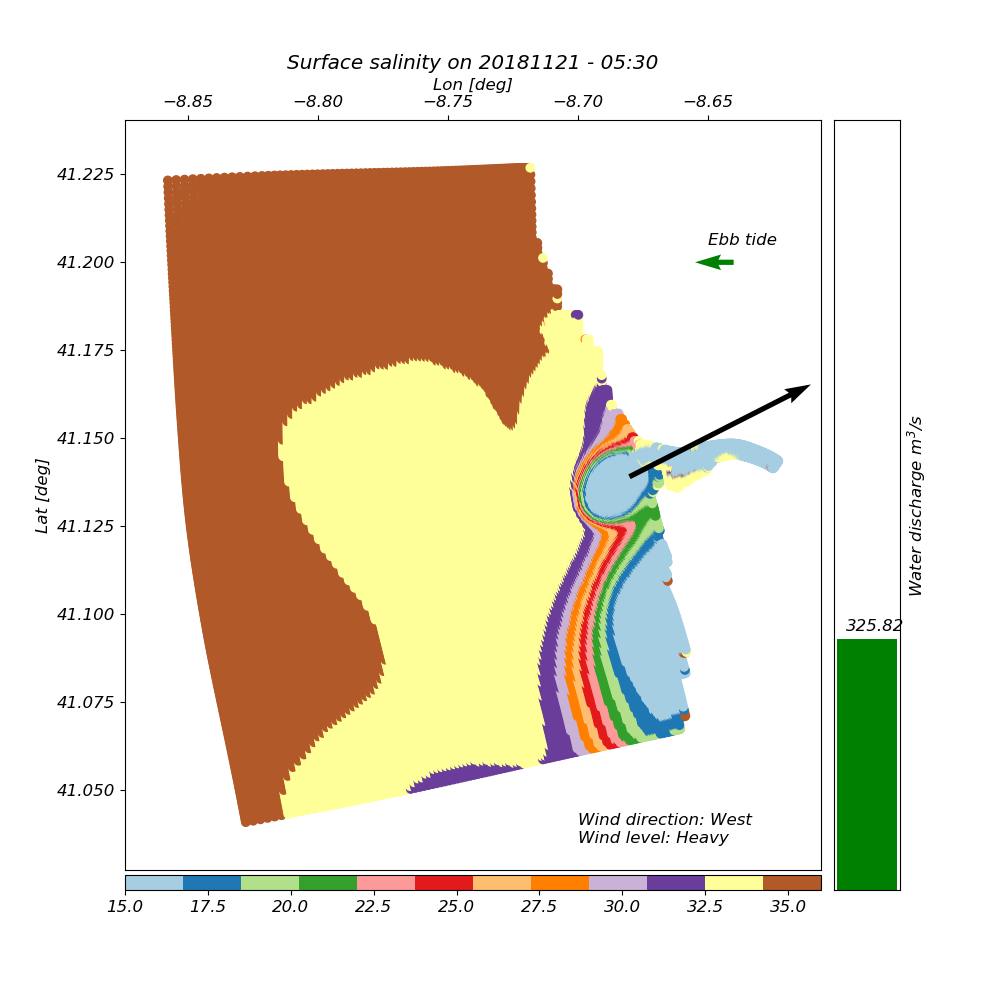 Surface salinity on 20181121 - 05:30
Lon [deg]
−8.85 −8.80 −8.75 −8.70 −8.65
41.225
41.200
41.175
41.150
41.125
41.100
41.075
41.050
Lat [deg]
Ebb tide
Wind direction: West
Wind level: Heavy
325.82
Water discharge m³/s
15.0 17.5 20.0 22.5 25.0 27.5 30.0 32.5 35.0